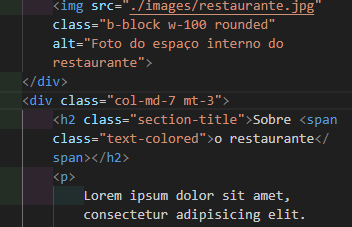 <img src="./images/restaurante.jpg"
class="b-block w-100 rounded"
alt="Foto do espaço interno do
restaurante">
</div>
<div class="col-md-7 mt-3">
<h2 class="section-title">Sobre <span
class="text-colored">o restaurante</
span></h2>
<p>
Lorem ipsum dolor sit amet,
consectetur adipisicing elit.